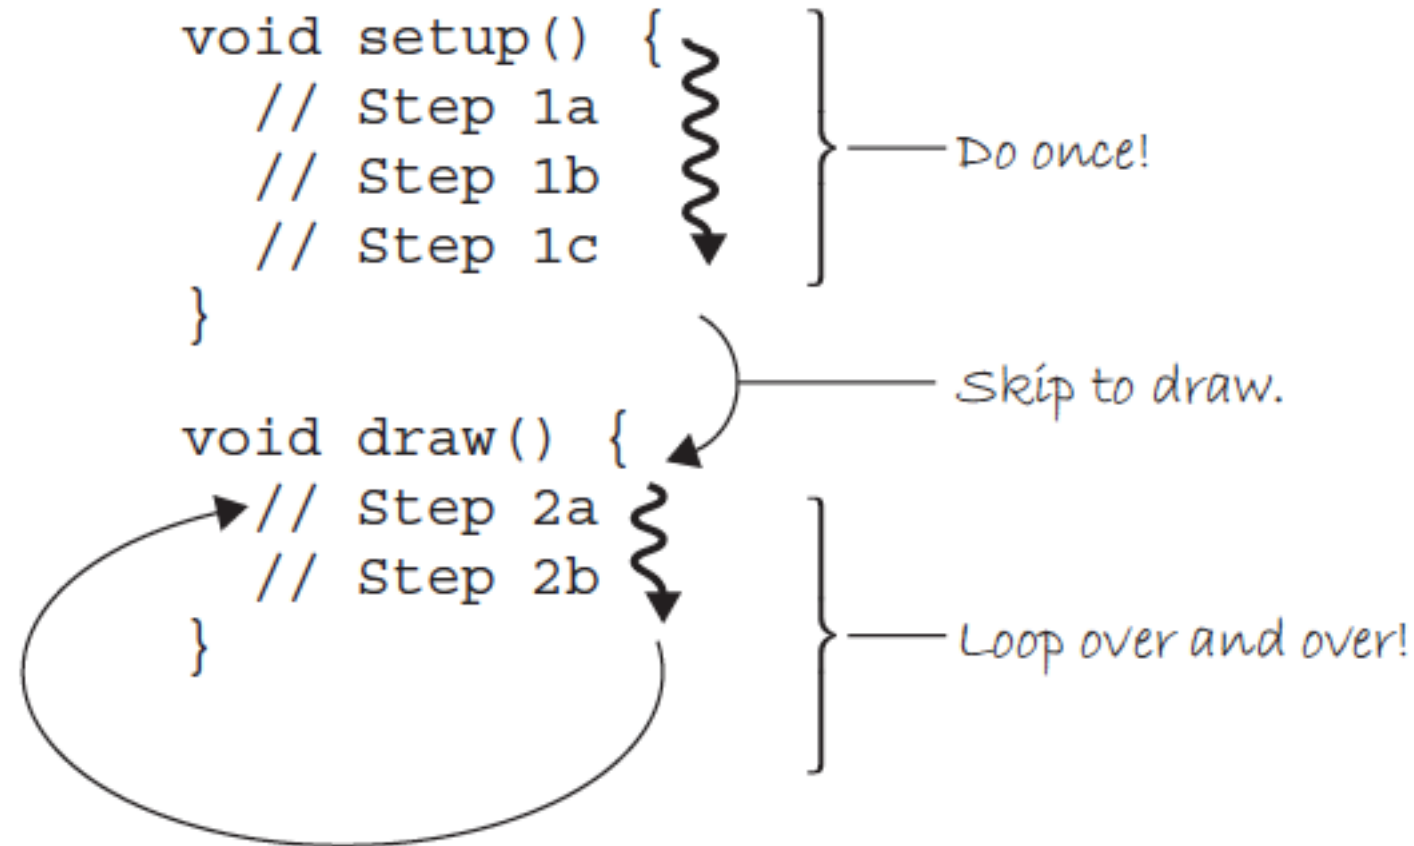 void setup() {
// Step 1a
// Step 1b
// Step 1c
}
Do once!
Skip to draw.
void draw() {
// Step 2a
// Step 2b
}
Loop over and over!